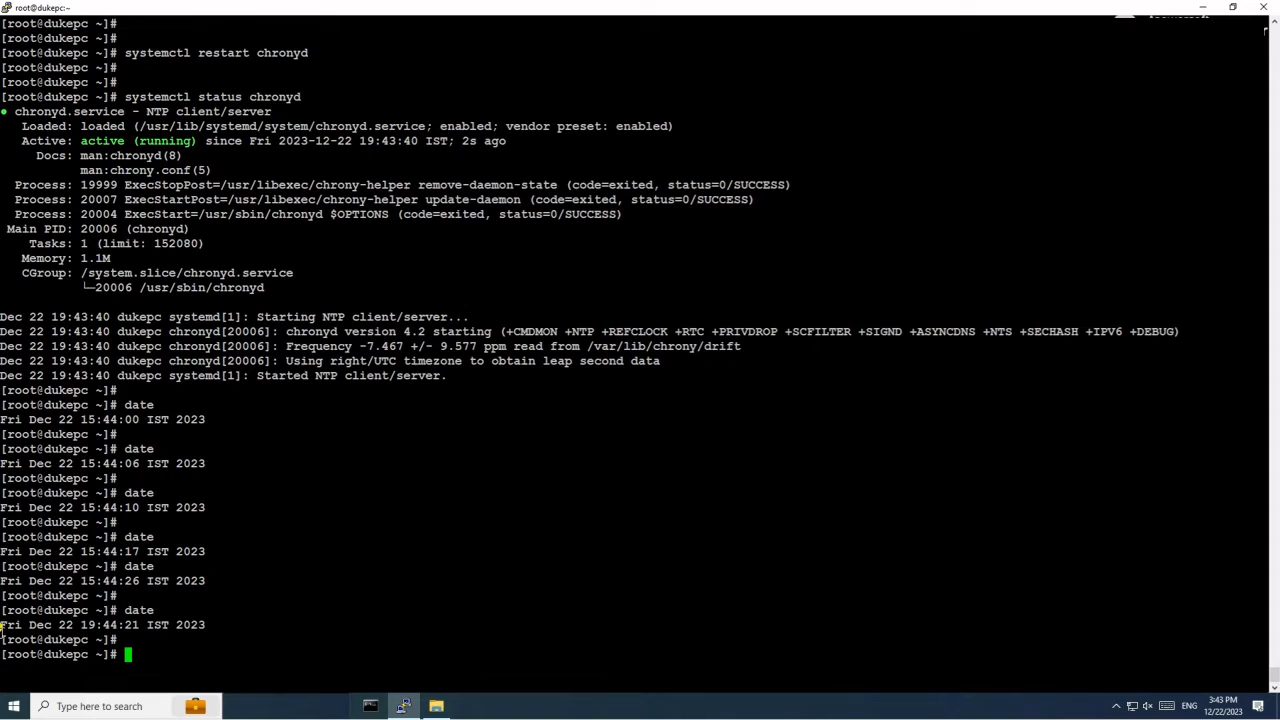 root@dukepc:~
[root@dukepc ~]#
[root@dukepc ~]#
[root@dukepc ~]# systemctl restart chronyd
[root@dukepc ~]#
[root@dukepc ~]#
[root@dukepc ~]# systemctl status chronyd
● chronyd.service - NTP client/server
Loaded: loaded (/usr/lib/systemd/system/chronyd.service; enabled; vendor preset: enabled)
Active: active (running) since Fri 2023-12-22 19:43:40 IST; 2s ago
Docs: man:chronyd(8)
man:chrony.conf(5)
Process: 19999 ExecStopPost=/usr/libexec/chrony-helper remove-daemon-state (code=exited, status=0/SUCCESS)
Process: 20007 ExecStartPost=/usr/libexec/chrony-helper update-daemon (code=exited, status=0/SUCCESS)
Process: 20004 ExecStart=/usr/sbin/chronyd $OPTIONS (code=exited, status=0/SUCCESS)
Main PID: 20006 (chronyd)
Tasks: 1 (limit: 152080)
Memory: 1.1M
CGroup: /system.slice/chronyd.service
└─20006 /usr/sbin/chronyd
Dec 22 19:43:40 dukepc systemd[1]: Starting NTP client/server...
Dec 22 19:43:40 dukepc chronyd[20006]: chronyd version 4.2 starting (+CMDMON +NTP +REFCLOCK +RTC +PRIVDROP +SCFILTER +SIGND +ASYNCDNS +NTS +SECHASH +IPV6 +DEBUG)
Dec 22 19:43:40 dukepc chronyd[20006]: Frequency -7.467 +/- 9.577 ppm read from /var/lib/chrony/drift
Dec 22 19:43:40 dukepc chronyd[20006]: Using right/UTC timezone to obtain leap second data
Dec 22 19:43:40 dukepc systemd[1]: Started NTP client/server.
[root@dukepc ~]#
[root@dukepc ~]# date
Fri Dec 22 15:44:00 IST 2023
[root@dukepc ~]#
[root@dukepc ~]# date
Fri Dec 22 15:44:06 IST 2023
[root@dukepc ~]#
[root@dukepc ~]# date
Fri Dec 22 15:44:10 IST 2023
[root@dukepc ~]#
[root@dukepc ~]# date
Fri Dec 22 15:44:17 IST 2023
[root@dukepc ~]# date
Fri Dec 22 15:44:26 IST 2023
[root@dukepc ~]#
[root@dukepc ~]# date
Fri Dec 22 19:44:21 IST 2023
[root@dukepc ~]#
[root@dukepc ~]#
Type here to search
ENG
3:43 PM
12/22/2023